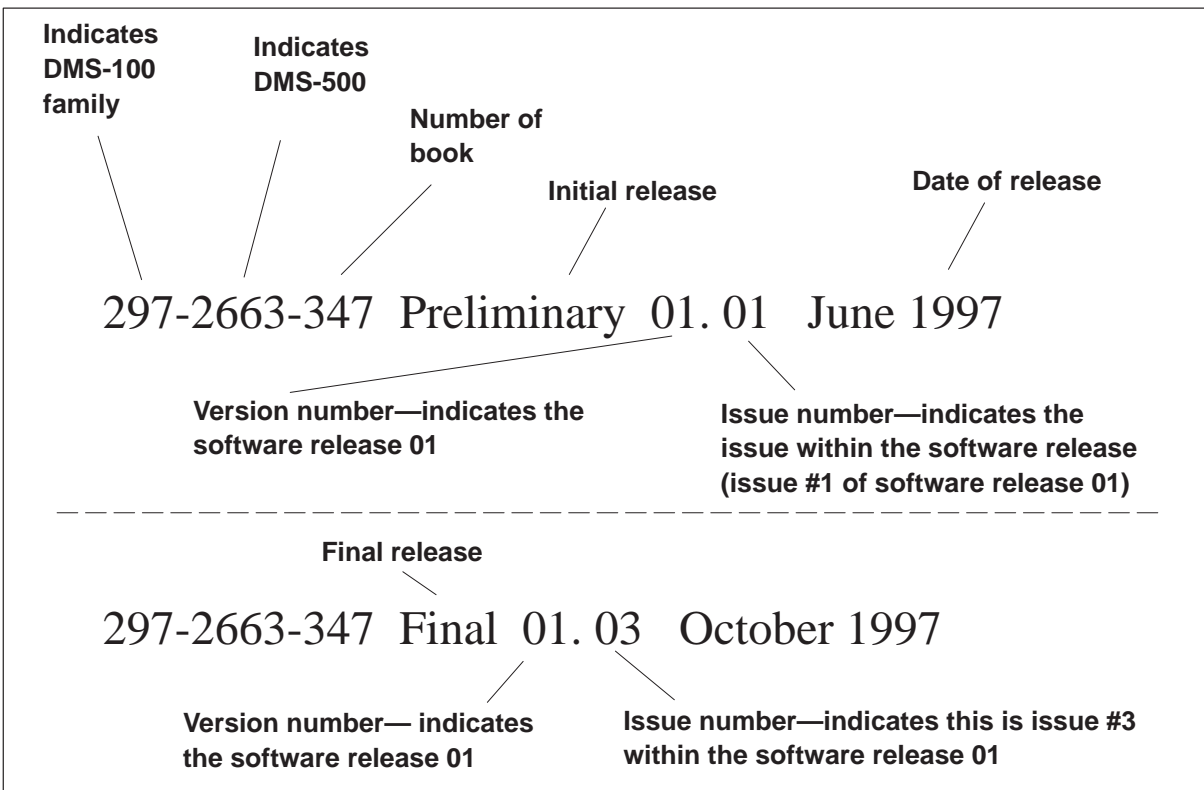 Indicates
DMS-100
family
Indicates
DMS-500
Number of
book
Initial release
Date of release
297-2663-347 Preliminary 01. 01 June 1997
Version number—indicates the
software release 01
Issue number—indicates the
issue within the software release
(issue #1 of software release 01)
Final release
297-2663-347 Final 01. 03 October 1997
Version number— indicates
the software release 01
Issue number—indicates this is issue #3
within the software release 01